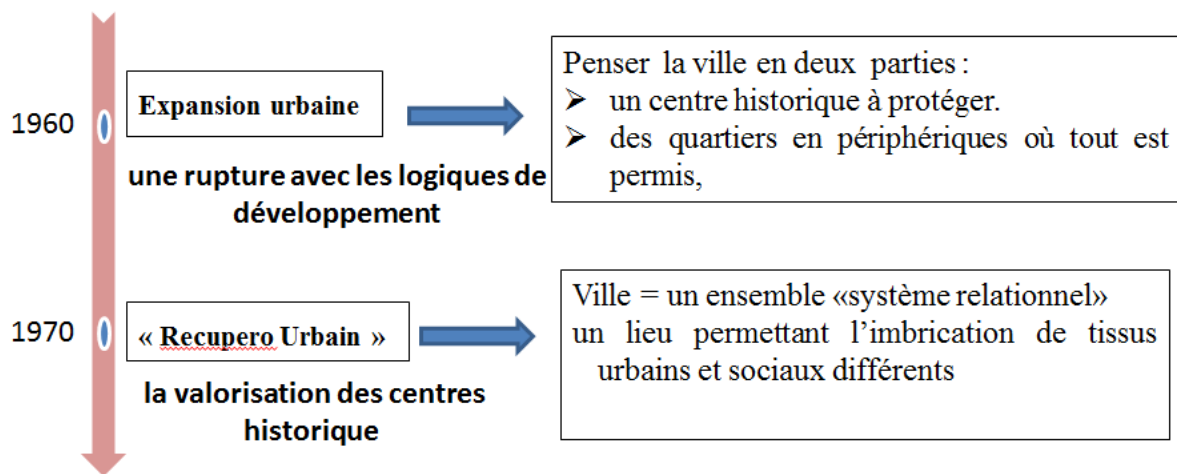 1960
Expansion urbaine
une rupture avec les logiques de
développement
Penser la ville en deux parties :
➢ un centre historique à protéger.
➢ des quartiers en périphériques où tout est
permis,
1970
« Recupero Urbain »
la valorisation des centres
historique
Ville = un ensemble «système relationnel»
un lieu permettant l’imbrication de tissus
urbains et sociaux différents